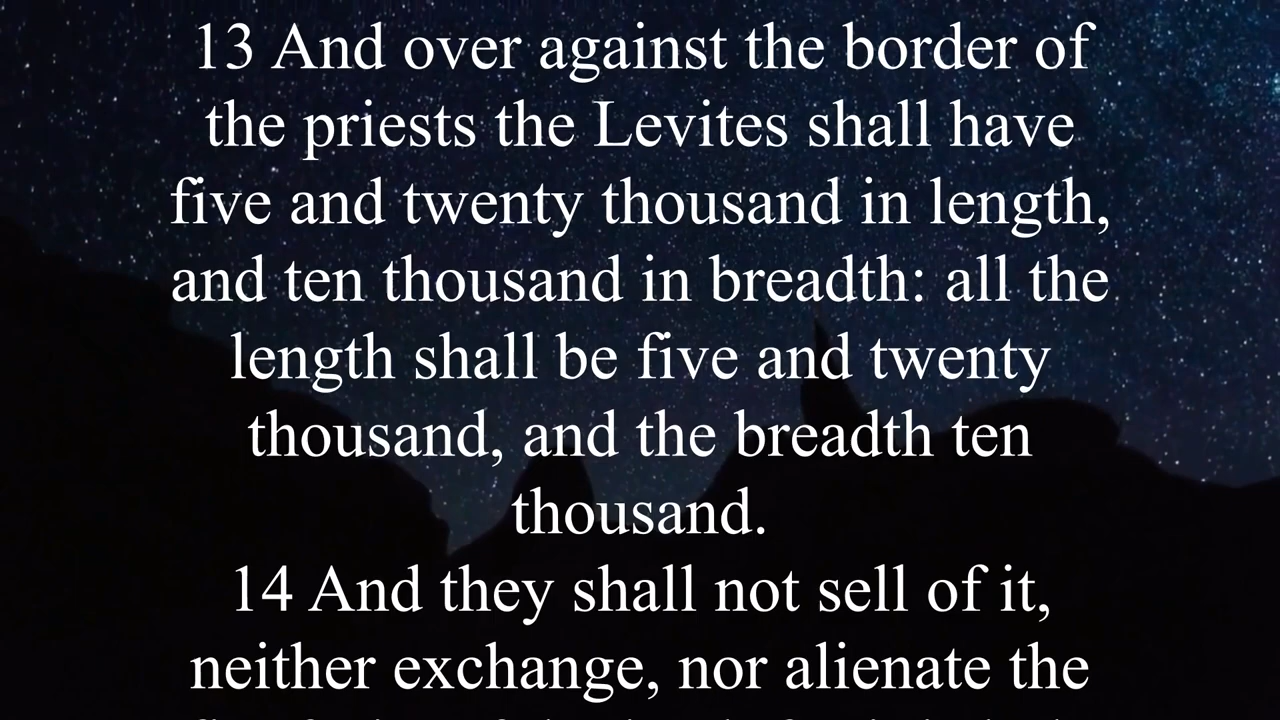 13 And over against the border of
the priests the Levites shall have
five and twenty thousand in length,
and ten thousand in breadth: all the
length shall be five and twenty
thousand, and the breadth ten
thousand.
14 And they shall not sell of it,
neither exchange, nor alienate the